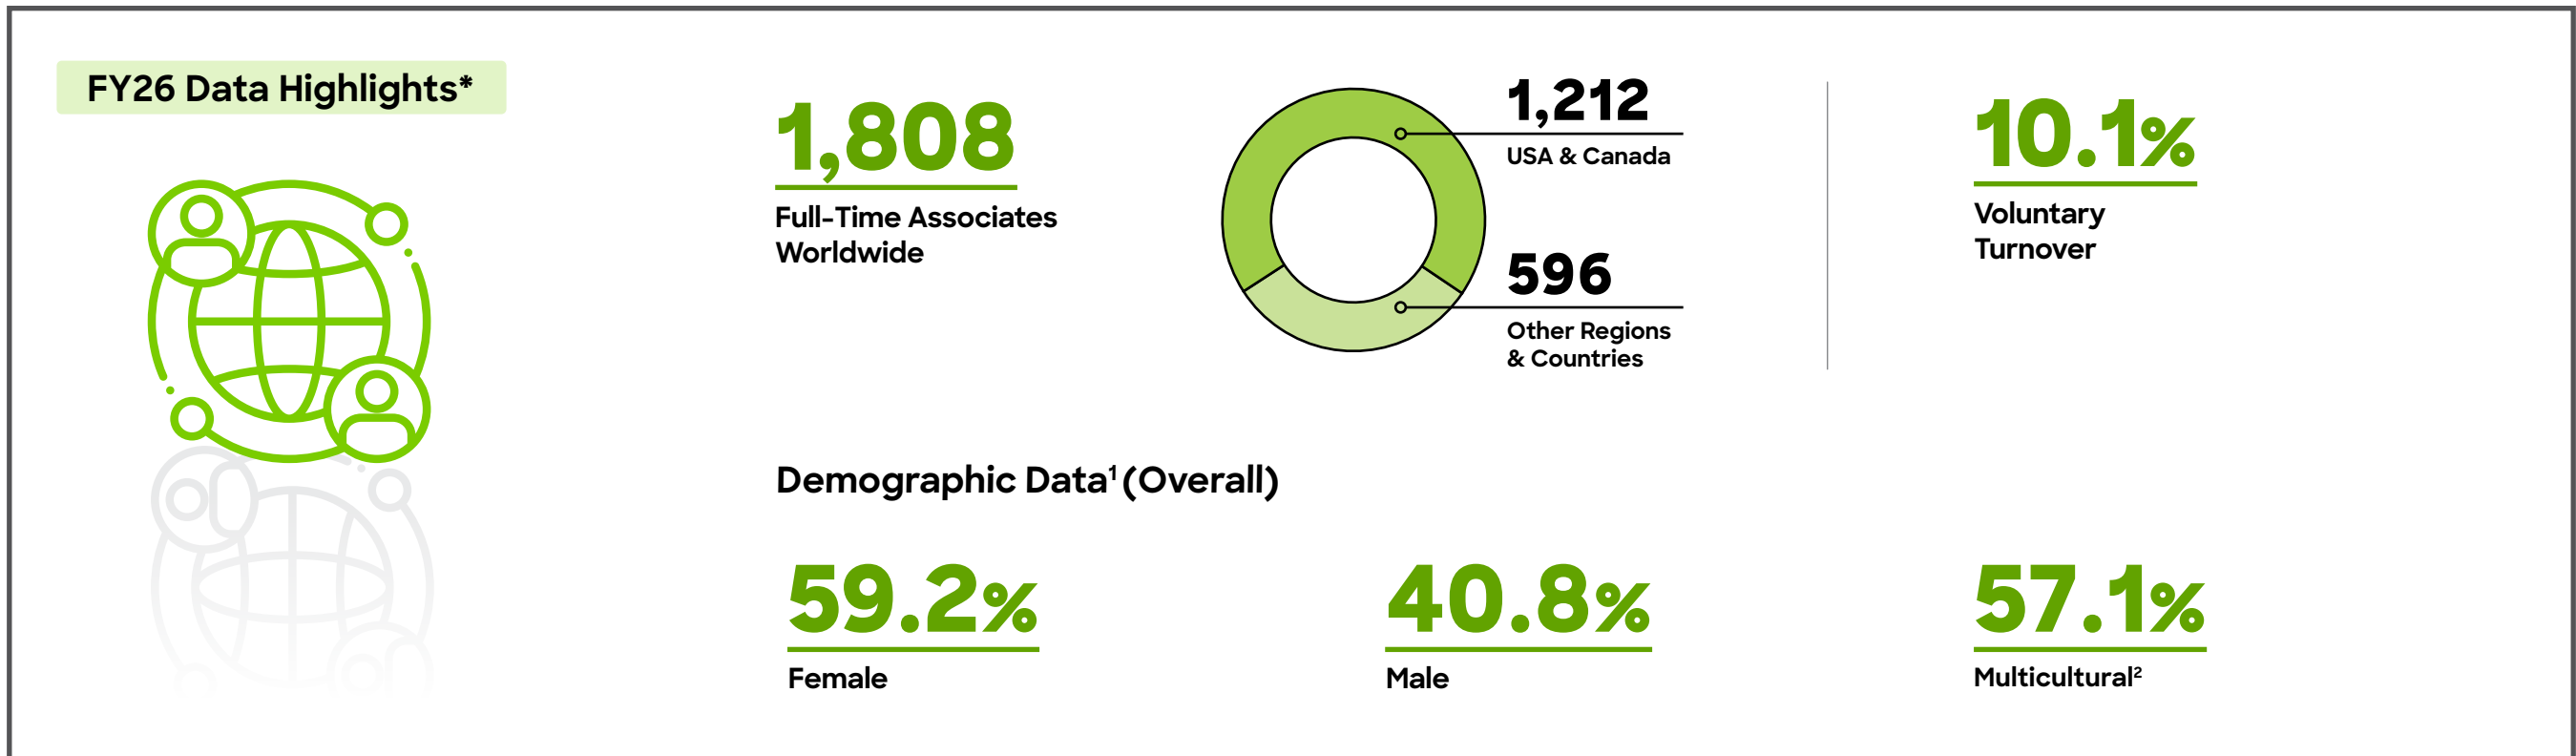 FY26 Data Highlights*
1,808
Full-Time Associates
Worldwide
1,212
USA & Canada
596
Other Regions
& Countries
10.1%
Voluntary
Turnover
Demographic Data¹ (Overall)
59.2%
Female
40.8%
Male
57.1%
Multicultural²